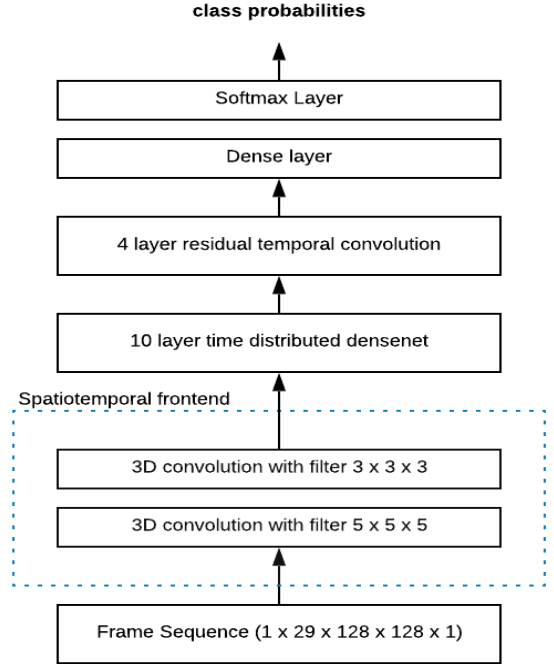 class probabilities
Softmax Layer
Dense layer
4 layer residual temporal convolution
10 layer time distributed densenet
Spatiotemporal frontend
3D convolution with filter 3 x 3 x 3
3D convolution with filter 5 x 5 x 5
Frame Sequence (1 x 29 x 128 x 128 x 1)